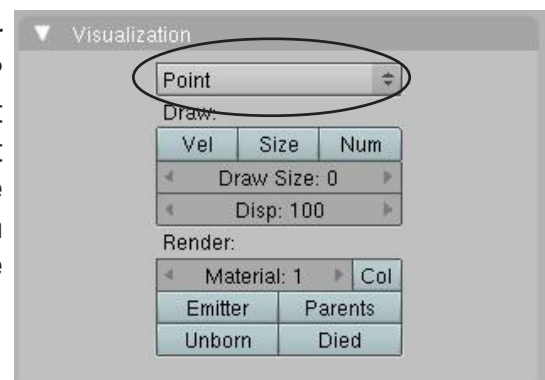 Visualization
Point
Draw:
Vel Size Num
Draw Size: 0
Disp: 100
Render:
Material: 1 Col
Emitter Parents
Unborn Died